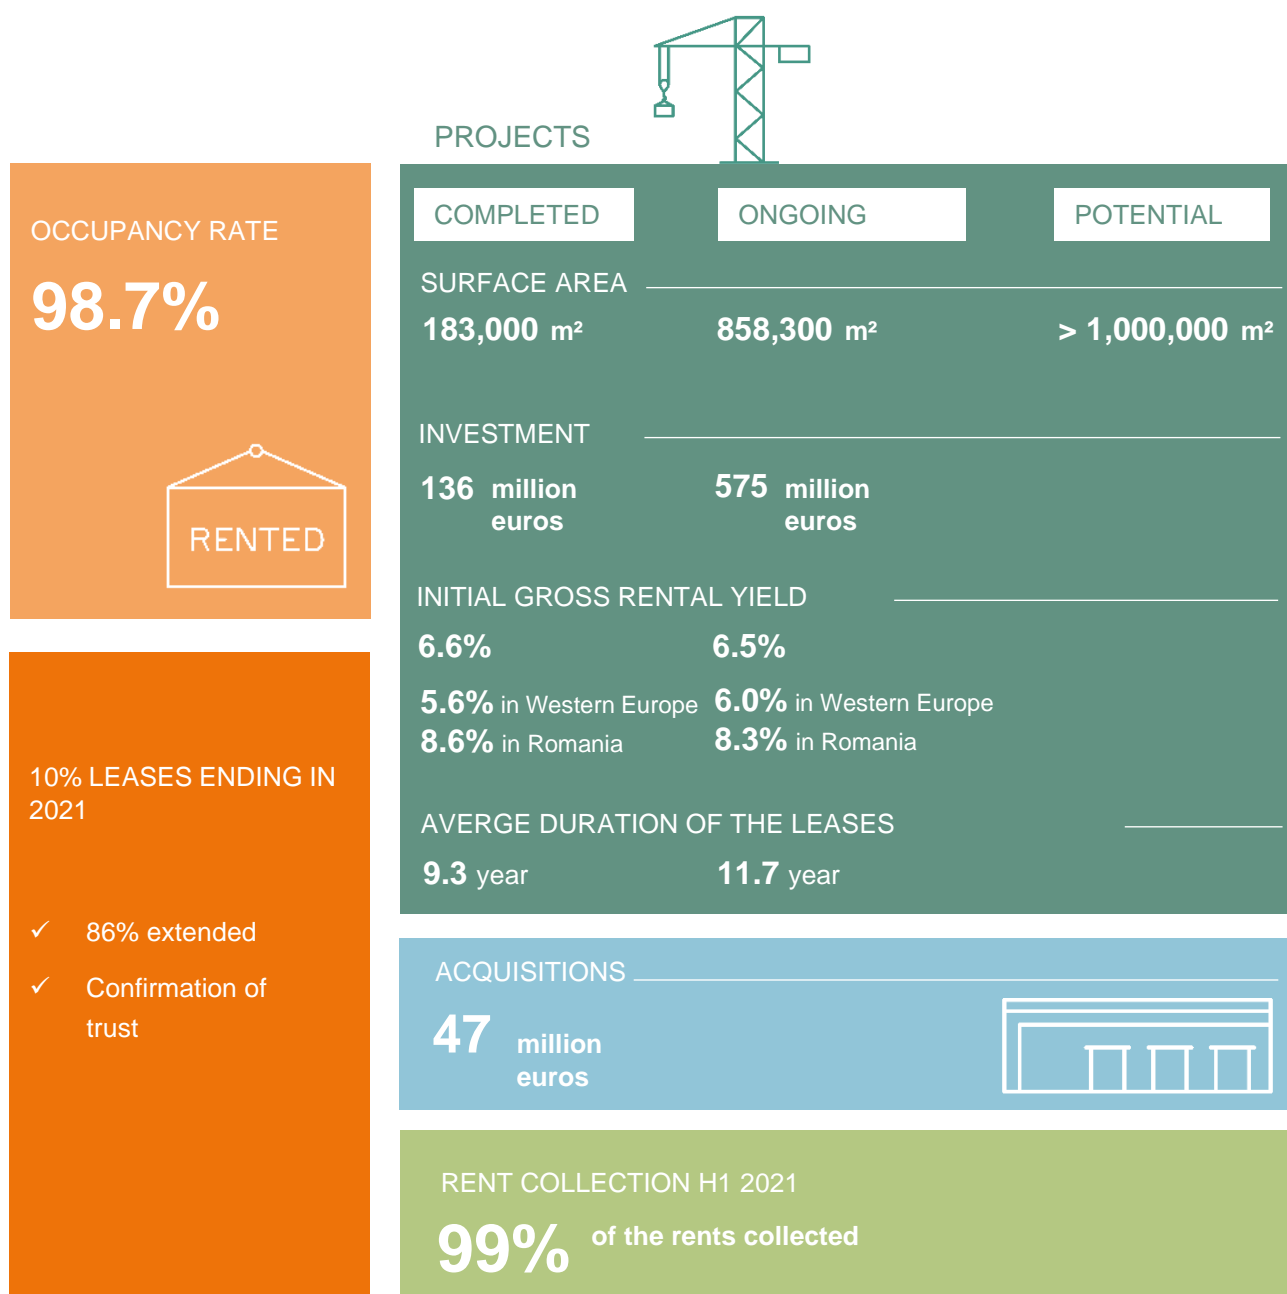 PROJECTS
OCCUPANCY RATE
98.7%
RENTED
10% LEASES ENDING IN
2021
✓ 86% extended
✓ Confirmation of
trust
COMPLETED ONGOING POTENTIAL
SURFACE AREA
183,000 m² 858,300 m² > 1,000,000 m²
INVESTMENT
136 million euros 575 million euros
INITIAL GROSS RENTAL YIELD
6.6% 6.5%
5.6% in Western Europe 6.0% in Western Europe
8.6% in Romania 8.3% in Romania
AVERGE DURATION OF THE LEASES
9.3 year 11.7 year
ACQUISITIONS
47 million
euros
RENT COLLECTION H1 2021
99% of the rents collected